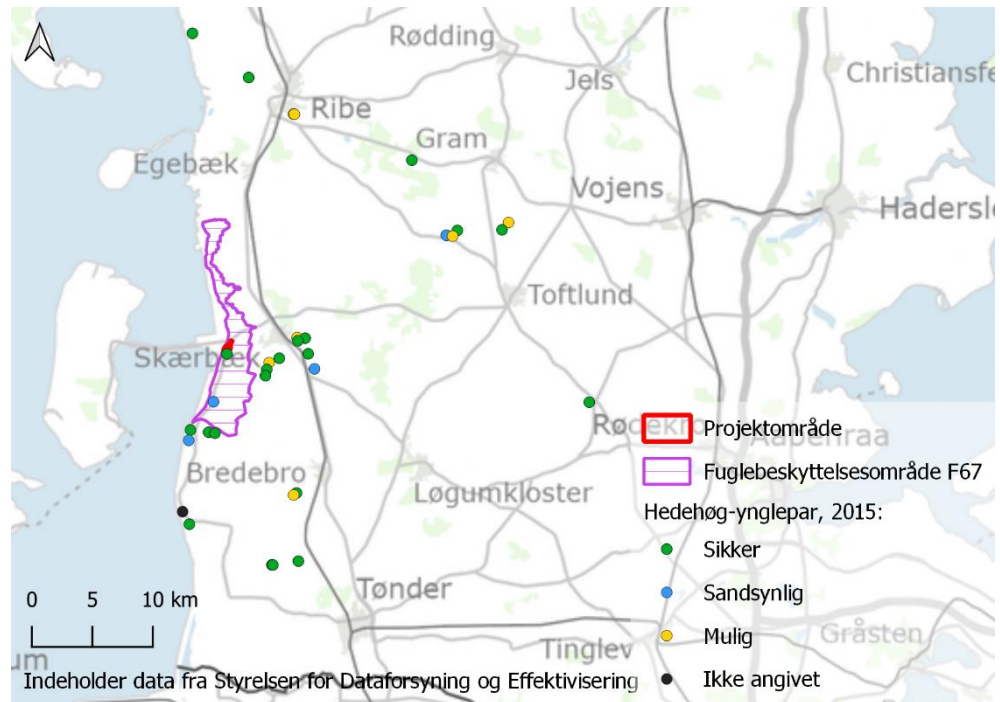 Rødding
Jels
Christiansfe
Ribe
Gram
Egebæk
Vojens
Hadersle
Toftlund
Skærbæk
Rødekro
Aabenraa
Projektområde
Bredebro
Fuglebeskyttelsesområde F67
Løgumkloster
Hedehøg-ynglepar, 2015:
Sikker
0 5 10 km
Sandsynlig
Tønder
Mulig
Gråsten
Tinglev
um
Indeholder data fra Styrelsen for Dataforsyning og Effektivisering
Ikke angivet